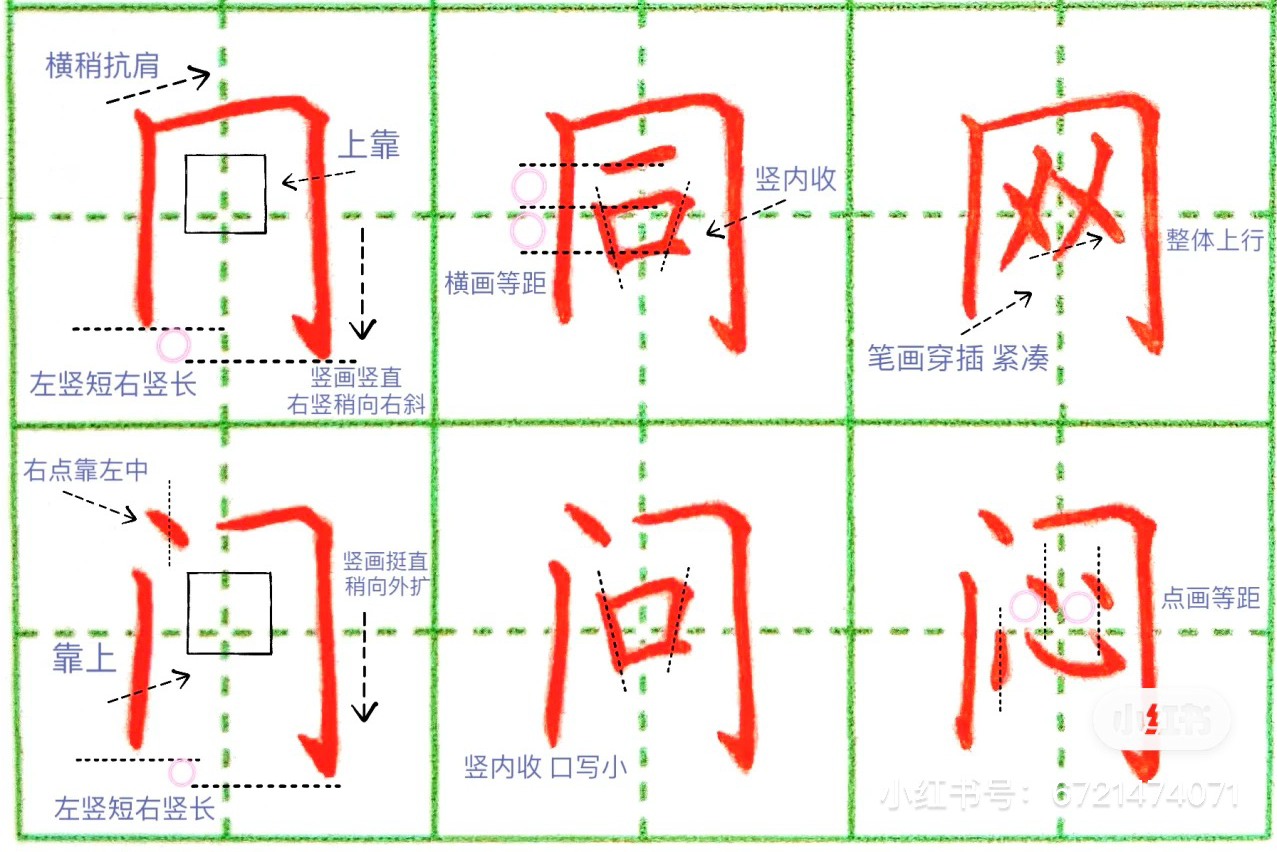 横稍抗肩
上靠
左竖短右竖长
竖画竖直
右竖稍向右斜
冂
同
竖内收
横画等距
网
整体上行
笔画穿插 紧凑
右点靠左中
门
竖画挺直
稍向外扩
靠上
左竖短右竖长
问
竖内收 口写小
闷
点画等距
小红书
小红书号：6721474071